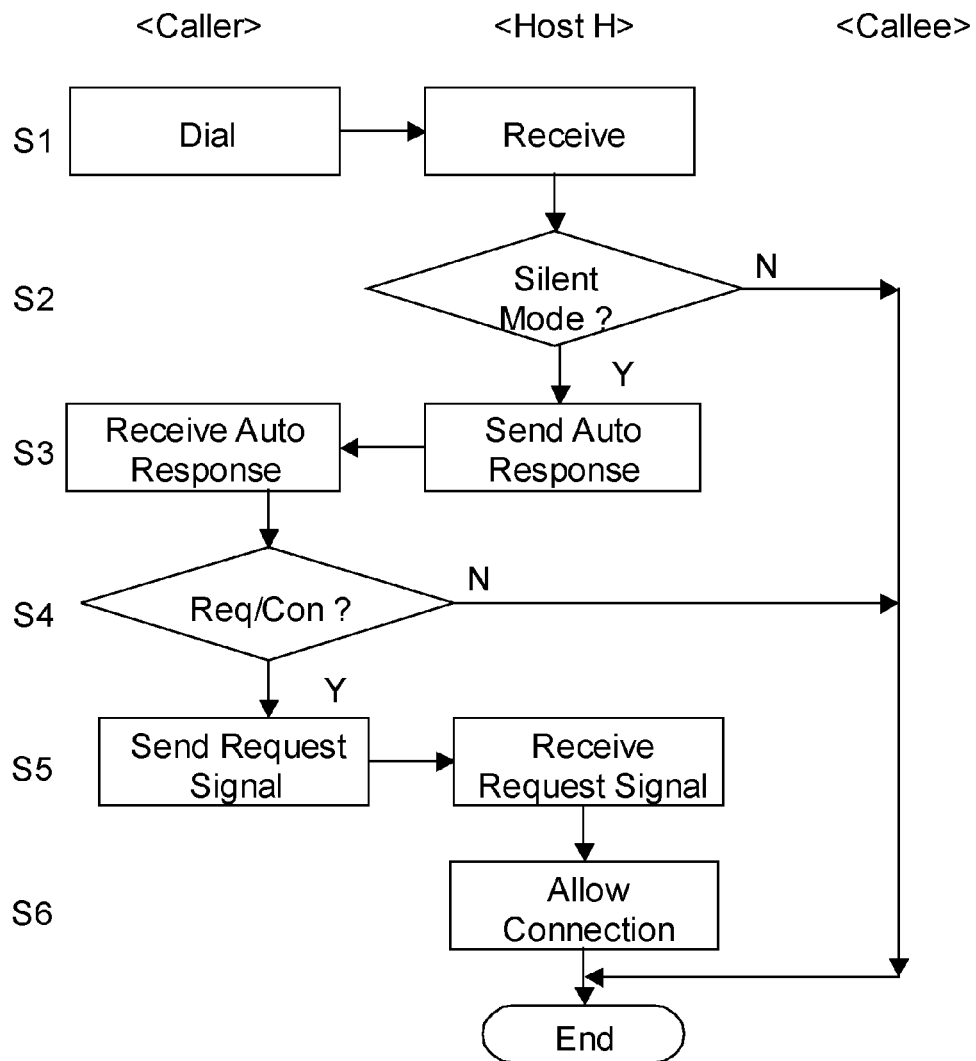 <Caller> <Host H> <Callee>
S1 Dial Receive
S2 Silent
Mode ?
N
Y
S3 Receive Auto
Response
Send Auto
Response
S4 Req/Con ?
N
Y
S5 Send Request
Signal
Receive
Request Signal
S6 Allow
Connection
End